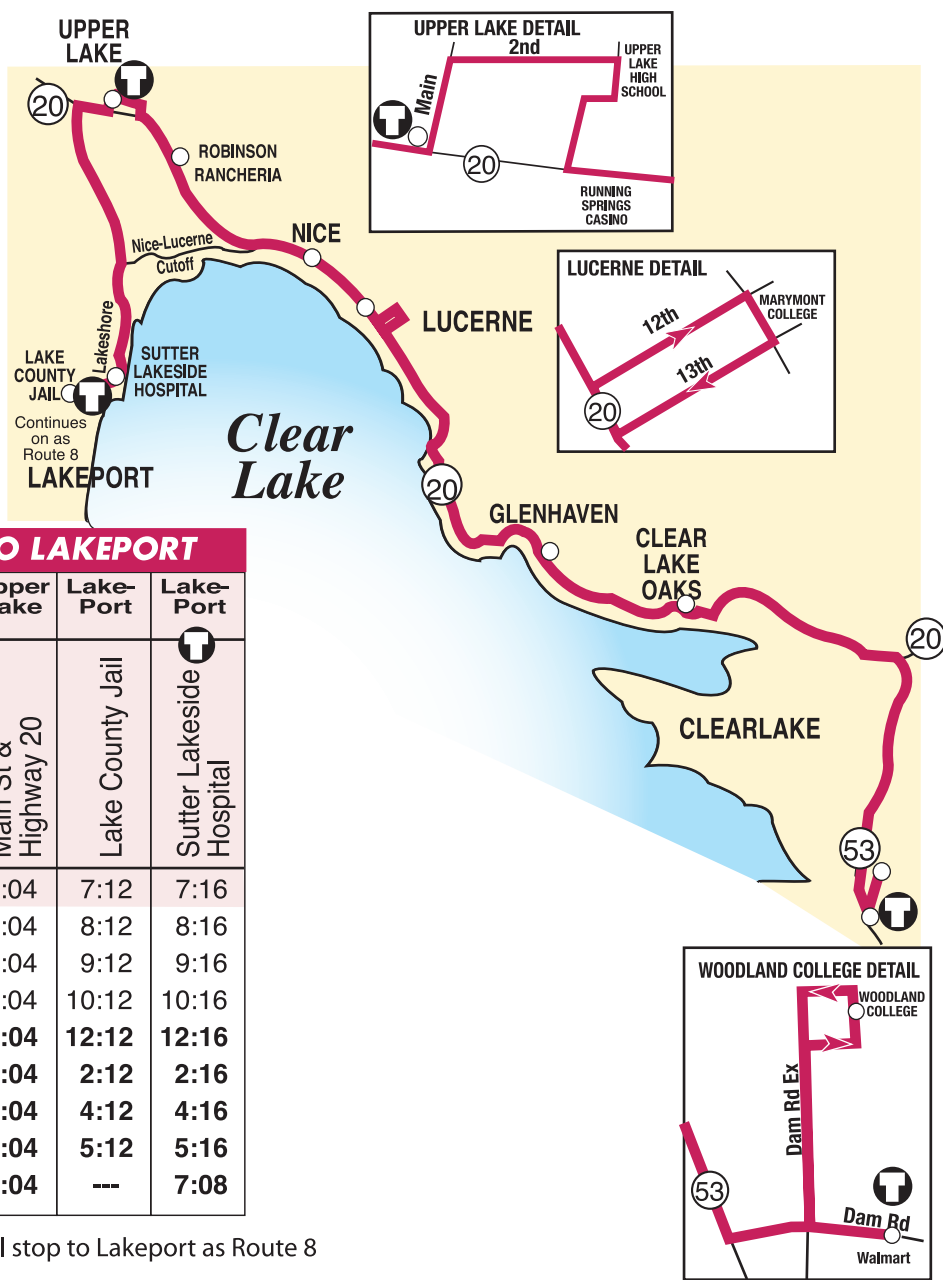 UPPER
LAKE
T
20
ROBINSON
RANCHERIA
NICE
Nice-Lucerne
Cutoff
LUCERNE
Lakeshore
LAKE
COUNTY
JAIL
T
SUTTER
LAKESIDE
HOSPITAL
Continues
on as
Route 8
LAKEPORT
Clear
Lake
20
GLENHAVEN
CLEAR
LAKE
OAKS
20
CLEARLAKE
53
T
UPPER LAKE DETAIL
2nd
UPPER
LAKE
HIGH
SCHOOL
Main
T
20
RUNNING
SPRINGS
CASINO
LUCERNE DETAIL
12th
MARYMONT
COLLEGE
13th
20
WOODLAND COLLEGE DETAIL
WOODLAND
COLLEGE
Dam Rd Ex
T
53
Dam Rd
Walmart
O LAKEPORT
pper Lake- Lake-
ake Port Port
T
Main St &
Highway 20
Lake County Jail
Sutter Lakeside
Hospital
:04 7:12 7:16
:04 8:12 8:16
:04 9:12 9:16
:04 10:12 10:16
:04 12:12 12:16
:04 2:12 2:16
:04 4:12 4:16
:04 5:12 5:16
:04 --- 7:08
l stop to Lakeport as Route 8